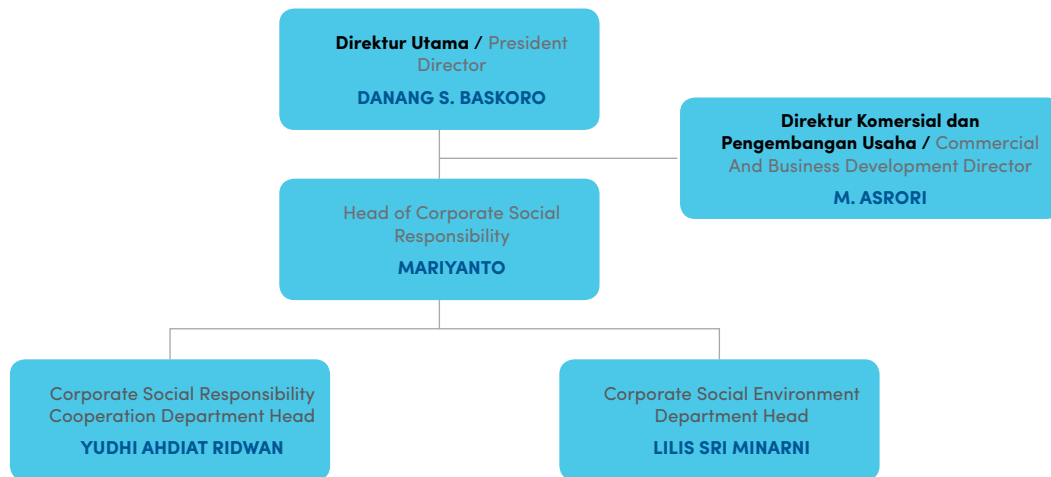 Direktur Utama / President
Director
DANANG S. BASKORO
Direktur Komersial dan
Pengembangan Usaha / Commercial
And Business Development Director
M. ASRORI
Head of Corporate Social
Responsibility
MARIYANTO
Corporate Social Responsibility
Cooperation Department Head
YUDHI AHDIAT RIDWAN
Corporate Social Environment
Department Head
LILIS SRI MINARNI